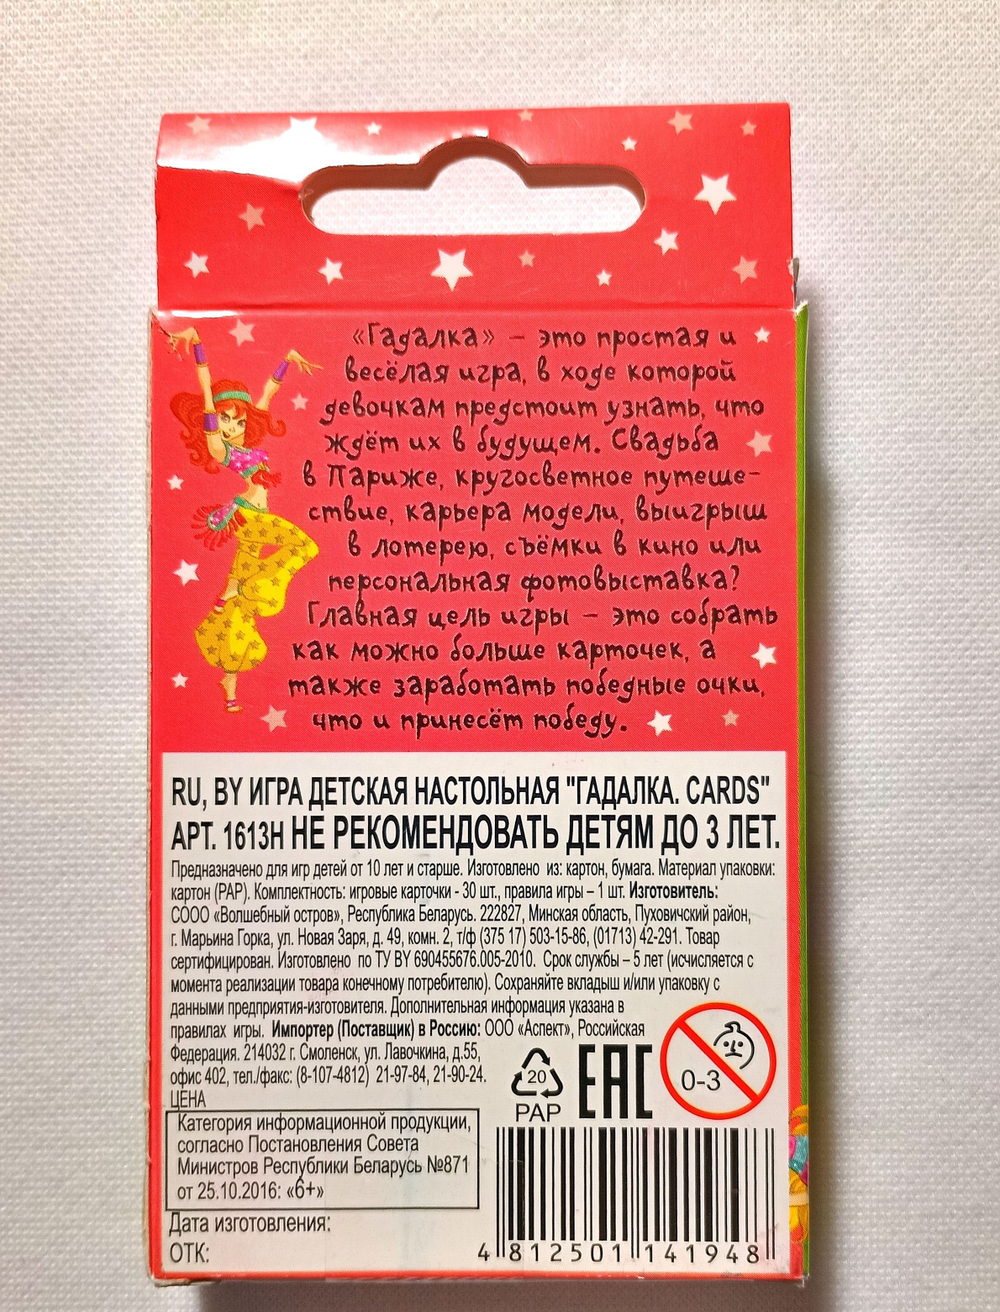 «Гадалка» – это простая и
весёлая игра, в ходе которой
девочкам предстоит узнать, что
ждёт их в будущем. Свадьба
в Париже, кругосветное путеше-
ствие, карьера модели, выигрыш
в лотерею, съёмки в кино или
персональная фотовыставка?
Главная цель игры – это собрать
как можно больше карточек, а
также заработать победные очки,
что и принесёт победу.
RU, BY ИГРА ДЕТСКАЯ НАСТОЛЬНАЯ "ГАДАЛКА. CARDS"
АРТ. 1613Н НЕ РЕКОМЕНДОВАТЬ ДЕТЯМ ДО 3 ЛЕТ.
Предназначено для игр детей от 10 лет и старше. Изготовлено из: картон, бумага. Материал упаковки:
картон (PAP). Комплектность: игровые карточки - 30 шт., правила игры – 1 шт. Изготовитель:
СООО «Волшебный остров», Республика Беларусь. 222827, Минская область, Пуховичский район,
г. Марьина Горка, ул. Новая Заря, д. 49, комн. 2, т/ф (375 17) 503-15-86, (01713) 42-291. Товар
сертифицирован. Изготовлено по ТУ BY 690455676.005-2010. Срок службы – 5 лет (исчисляется с
момента реализации товара конечному потребителю). Сохраняйте вкладыш и/или упаковку с
данными предприятия-изготовителя. Дополнительная информация указана в
правилах игры. Импортер (Поставщик) в Россию: ООО «Аспект», Российская
Федерация. 214032 г. Смоленск, ул. Лавочкина, д.55,
офис 402, тел./факс: (8-107-4812) 21-97-84, 21-90-24.
ЦЕНА
20
PAP
EAC
0-3
Категория информационной продукции,
согласно Постановления Совета
Министров Республики Беларусь №871
от 25.10.2016: «6+»
Дата изготовления:
ОТК:
4 812501 141948